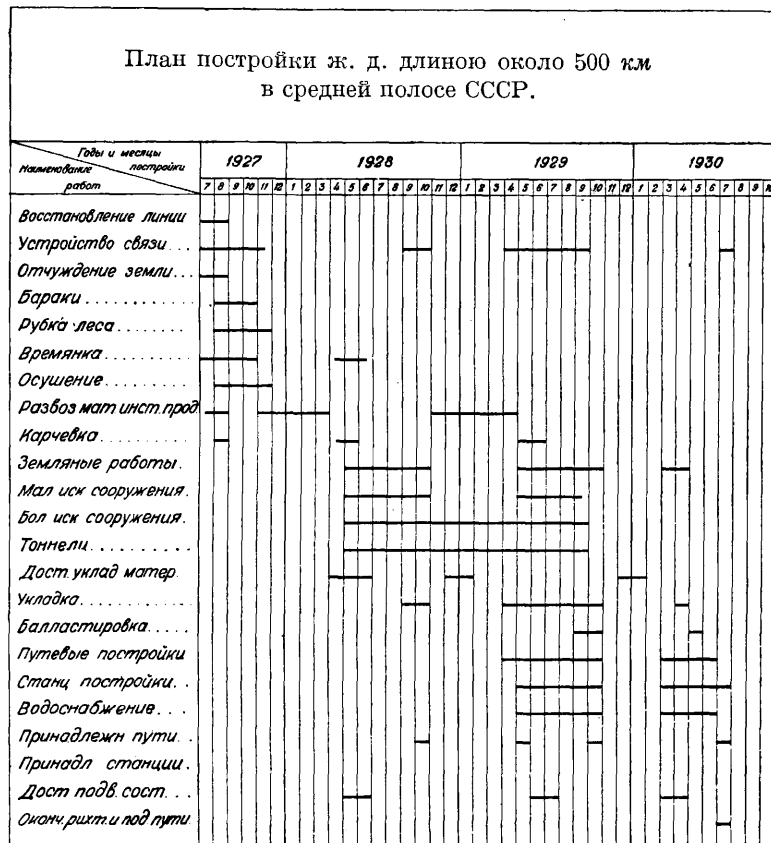 План постройки ж. д. длиною около 500 км
в средней полосе СССР.
Годы и месяцы
постройки
Наименование
работ
1927 1928 1929 1930
7 8 9 10 11 12 1 2 3 4 5 6 7 8 9 10 11 12 1 2 3 4 5 6 7 8 9 10 11 12 1 2 3 4 5 6 7 8 9 10
Восстановление линии
Устройство связи...
Отчуждение земли...
Бараки............
Рубка леса........
Времянка..........
Осушение..........
Развоз мат инст. прод.
Карчевка..........
Земляные работы.
Мал иск сооружения.
Бол иск сооружения.
Тоннели..........
Дост. уклад матер.
Укладка............
Балластировка.....
Путевые постройки
Станц постройки..
Водоснабжение...
Принадлежн пути..
Принадл станции.
Дост подв. сост...
Оконч. рихт. и под пути